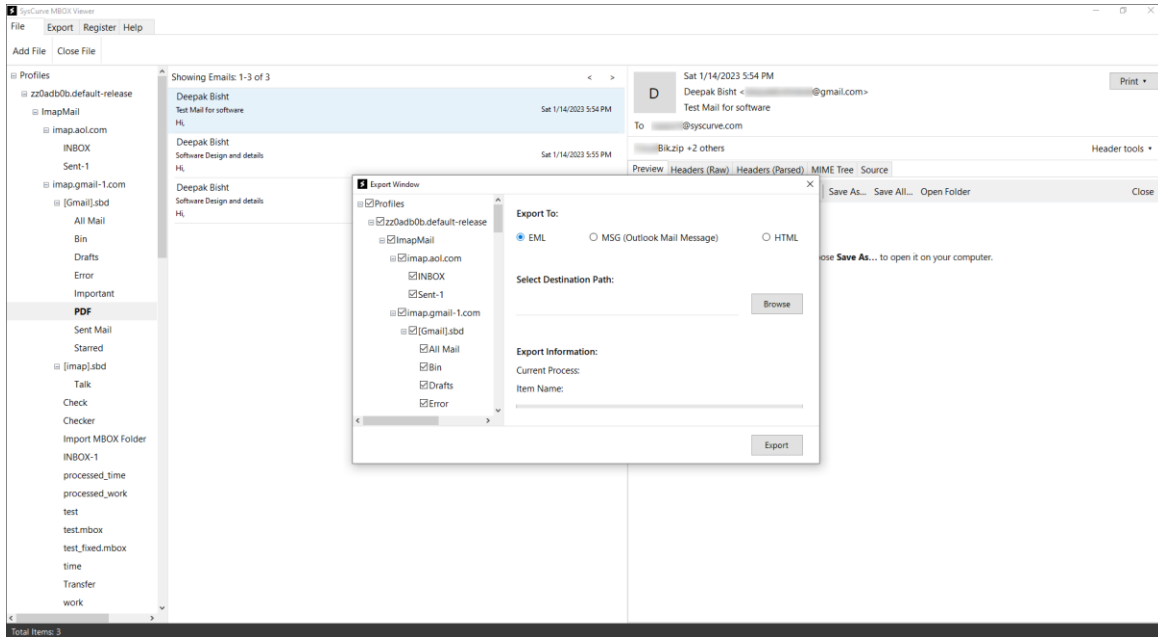 SysCurve MBOX Viewer
File Export Register Help
Add File Close File
Profiles
zz0adb0b.default-release
ImapMail
imap.aol.com
INBOX
Sent-1
imap.gmail-1.com
[Gmail].sbd
All Mail
Bin
Drafts
Error
Important
PDF
Sent Mail
Starred
[imap].sbd
Talk
Check
Checker
Import MBOX Folder
INBOX-1
processed_time
processed_work
test
test.mbox
test_fixed.mbox
time
Transfer
work
Total Items: 3
Showing Emails: 1-3 of 3 < >
Deepak Bisht
Test Mail for software Sat 1/14/2023 5:54 PM
Hi,
Deepak Bisht
Software Design and details Sat 1/14/2023 5:55 PM
Hi,
Deepak Bisht
Software Design and details
Hi,
D
Sat 1/14/2023 5:54 PM
Deepak Bisht < @gmail.com>
Test Mail for software
To @syscurve.com
Print
Bik.zip +2 others Header tools
Preview Headers (Raw) Headers (Parsed) MIME Tree Source
Save As... Save All... Open Folder Close
ose Save As... to open it on your computer.
Export Window
Profiles
zz0adb0b.default-release
ImapMail
imap.aol.com
INBOX
Sent-1
imap.gmail-1.com
[Gmail].sbd
All Mail
Bin
Drafts
Error
Export To:
EML MSG (Outlook Mail Message) HTML
Select Destination Path:
Browse
Export Information:
Current Process:
Item Name:
Export